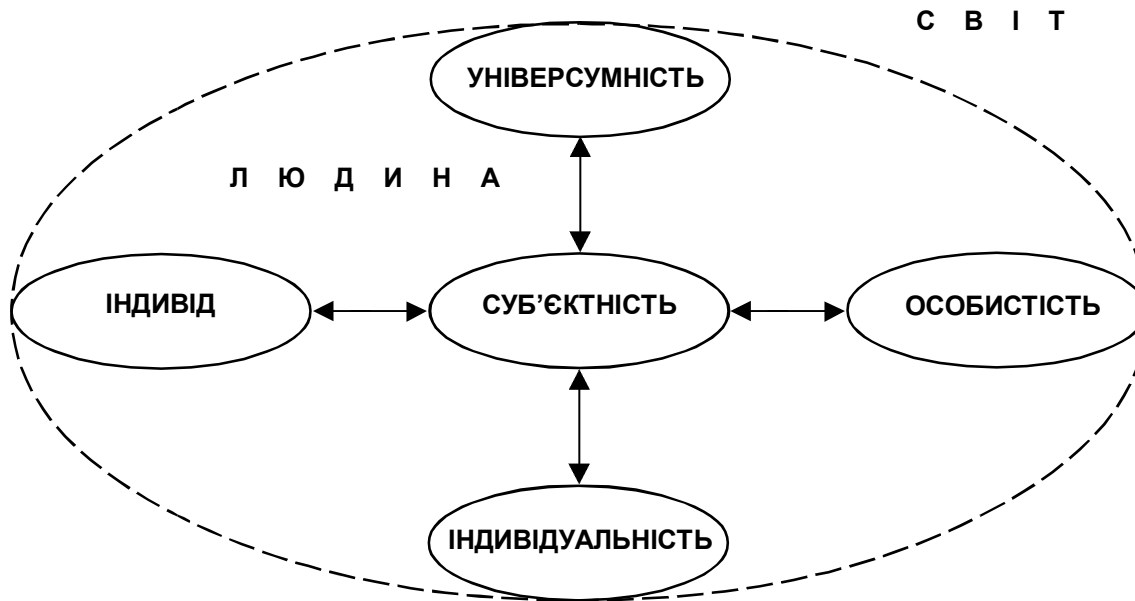 С В І Т
УНІВЕРСУМНІСТЬ
Л Ю Д И Н А
ІНДИВІД
СУБ’ЄКТНІСТЬ
ОСОБИСТІСТЬ
ІНДИВІДУАЛЬНІСТЬ